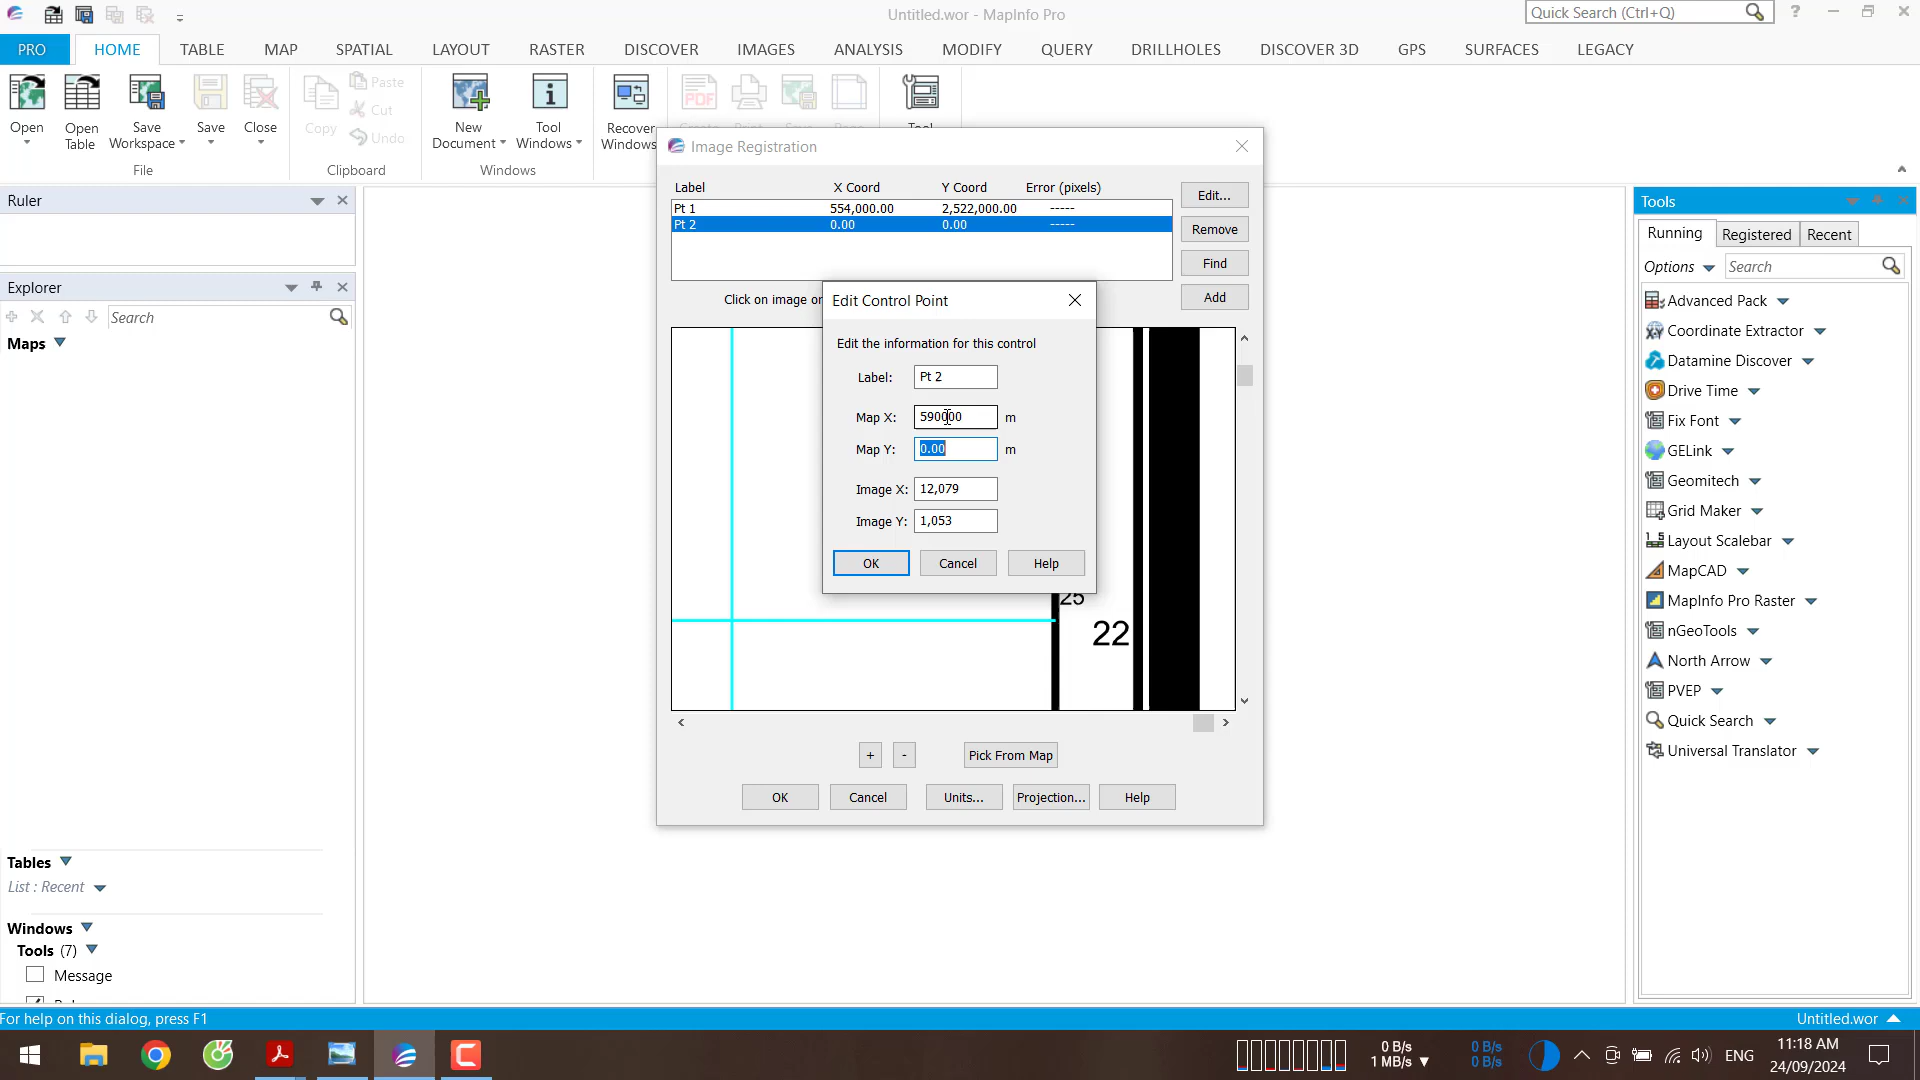 Untitled.wor - MapInfo Pro
Quick Search (Ctrl+Q)
PRO HOME TABLE MAP SPATIAL LAYOUT RASTER DISCOVER IMAGES ANALYSIS MODIFY QUERY DRILLHOLES DISCOVER 3D GPS SURFACES LEGACY
Open
Open Table
Save Workspace
Save
Close
File
Copy
Paste
Cut
Undo
Clipboard
New Document
Tool Windows
Windows
Recover Windows
PDF
Tool
Ruler
Explorer
Search
Maps
Tables
List : Recent
Windows
Tools (7)
Message
Image Registration
Label X Coord Y Coord Error (pixels)
Pt 1 554,000.00 2,522,000.00 -----
Pt 2 0.00 0.00 -----
Edit...
Remove
Find
Add
Click on image or
Edit Control Point
Edit the information for this control
Label: Pt 2
Map X: 590000 m
Map Y: 0.00 m
Image X: 12,079
Image Y: 1,053
OK Cancel Help
25
22
+ - Pick From Map
OK Cancel Units... Projection... Help
Tools
Running Registered Recent
Options Search
Advanced Pack
Coordinate Extractor
Datamine Discover
Drive Time
Fix Font
GELink
Geomitech
Grid Maker
Layout Scalebar
MapCAD
MapInfo Pro Raster
nGeoTools
North Arrow
PVEP
Quick Search
Universal Translator
For help on this dialog, press F1
Untitled.wor
0 B/s
1 MB/s
0 B/s
0 B/s
ENG
11:18 AM
24/09/2024